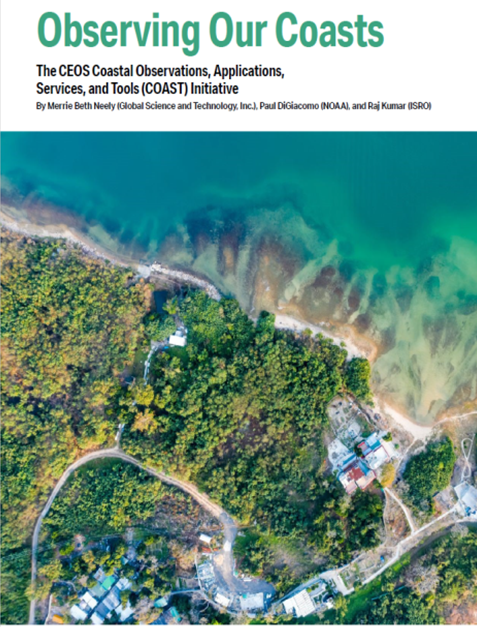 Observing Our Coasts
The CEOS Coastal Observations, Applications,
Services, and Tools (COAST) Initiative
By Merrie Beth Neely (Global Science and Technology, Inc.), Paul DiGiacomo (NOAA), and Raj Kumar (ISRO)